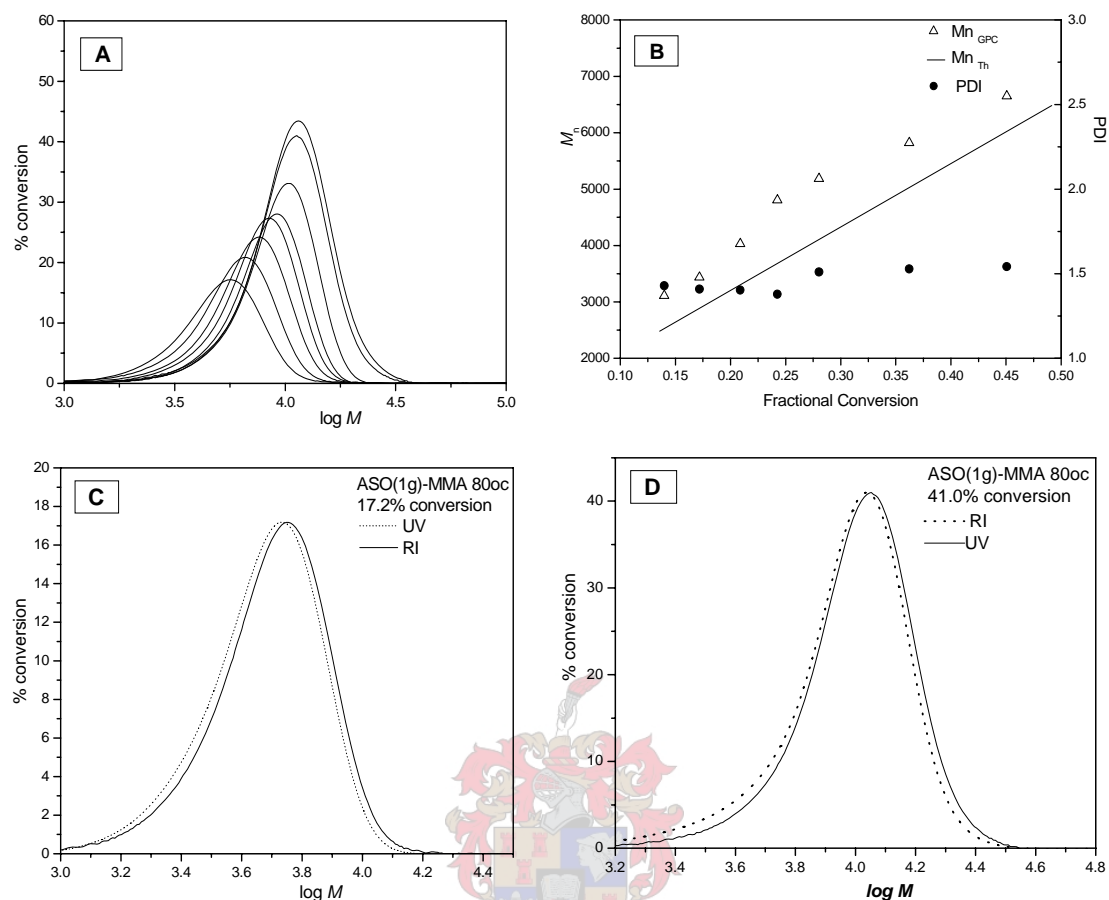 A
60
50
40
30
20
10
0
% conversion
3.0 3.5 4.0 4.5 5.0
log M
B
8000
7000
6000
5000
4000
3000
2000
Mn
Mn GPC
Mn Th
PDI
3.0
2.5
2.0
1.5
1.0
PDI
0.10 0.15 0.20 0.25 0.30 0.35 0.40 0.45 0.50
Fractional Conversion
C
ASO(1g)-MMA 80oc
17.2% conversion
UV
RI
20
18
16
14
12
10
8
6
4
2
0
% conversion
3.0 3.2 3.4 3.6 3.8 4.0 4.2 4.4
log M
D
ASO(1g)-MMA 80oc
41.0% conversion
RI
UV
40
30
20
10
0
% conversion
3.2 3.4 3.6 3.8 4.0 4.2 4.4 4.6 4.8
log M